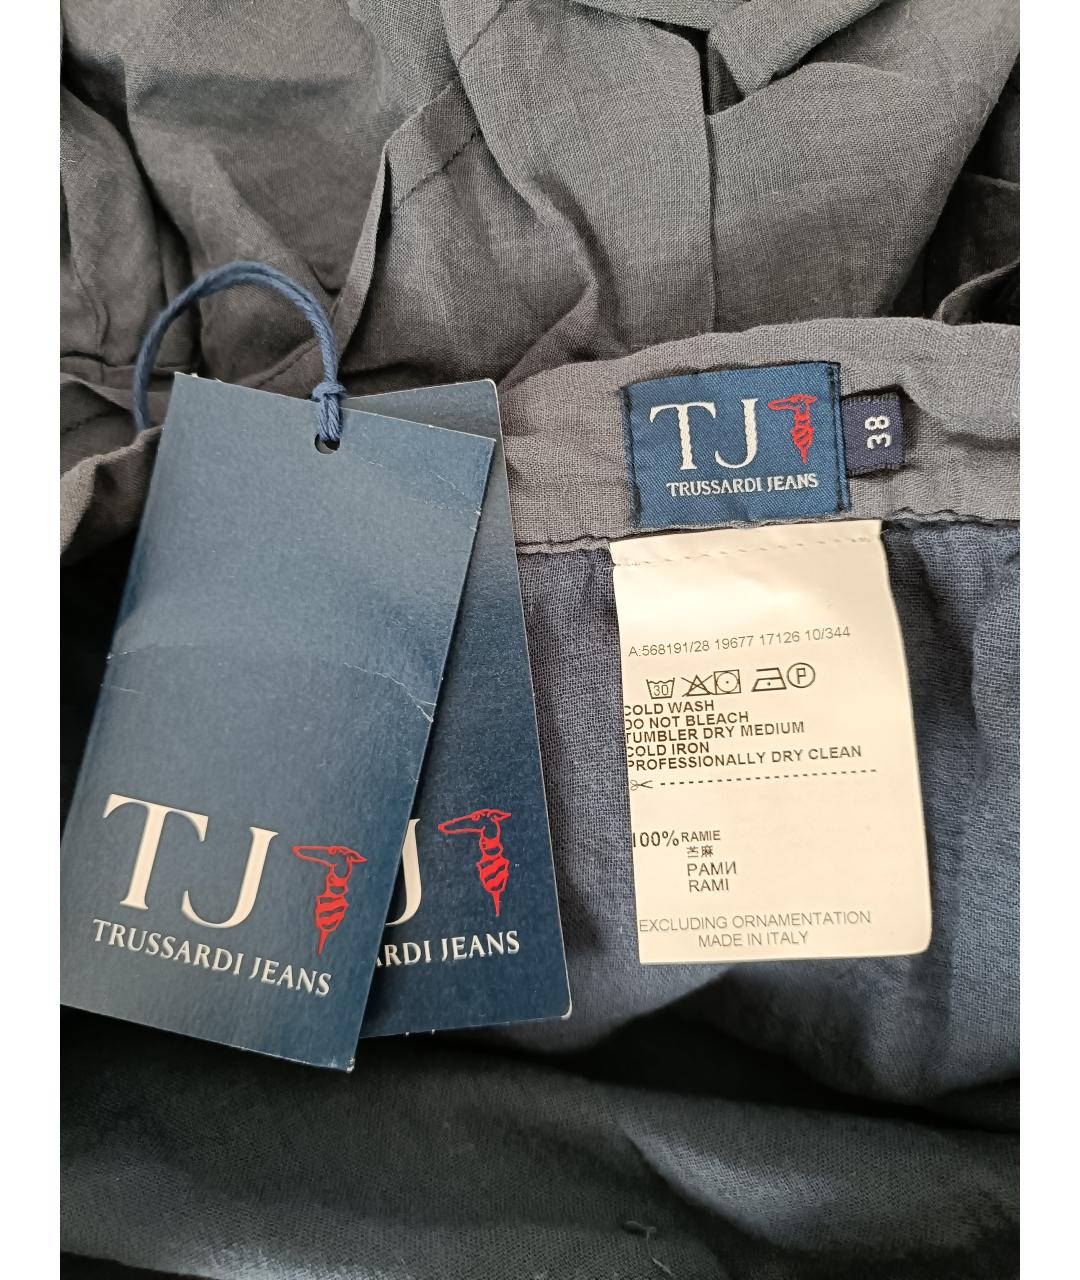 TJ
TRUSSARDI JEANS
38
A:568191/28 19677 17126 10/344
30
P
COLD WASH
DO NOT BLEACH
TUMBLER DRY MEDIUM
COLD IRON
PROFESSIONALLY DRY CLEAN
100% RAMIE
苎麻
РАМИ
RAMI
EXCLUDING ORNAMENTATION
MADE IN ITALY
TJ
TRUSSARDI JEANS
J
ARDI JEANS